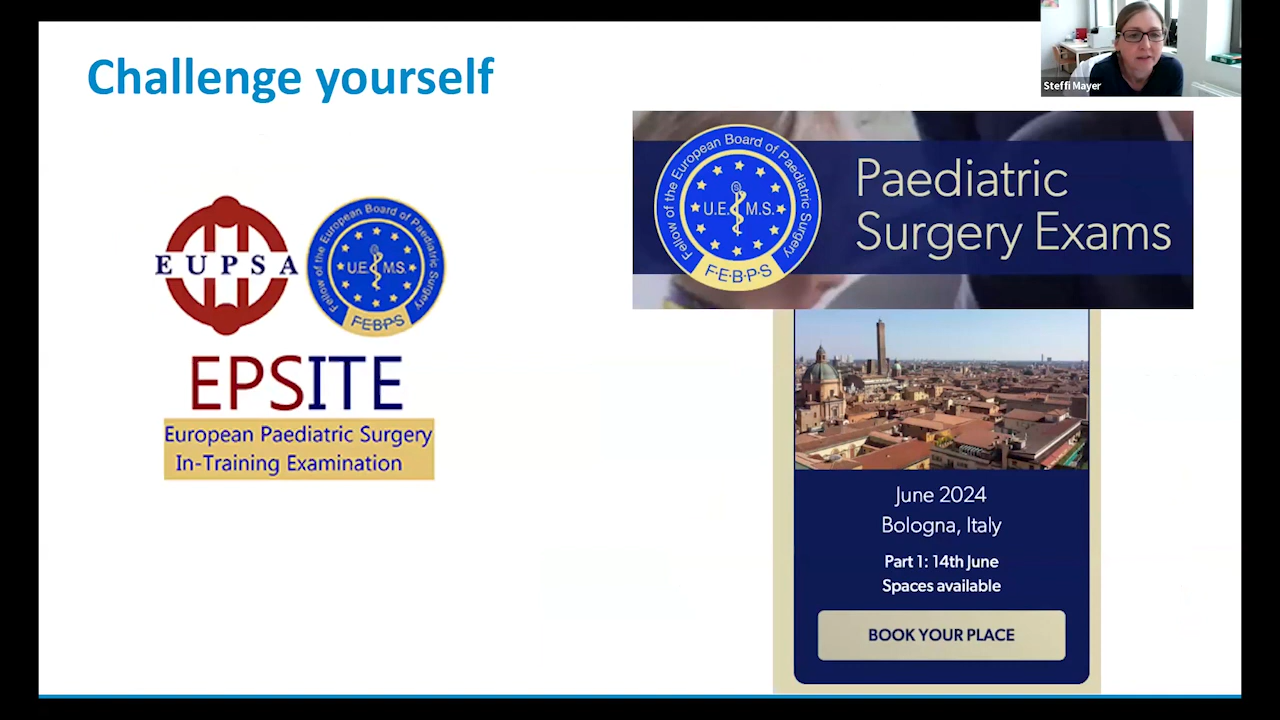 Challenge yourself
Steffi Mayer
EUPSA
Fellow of the European Board of Paediatric Surgery
U.E.M.S.
F·E·B·P·S
EPSITE
European Paediatric Surgery
In-Training Examination
Fellow of the European Board of Paediatric Surgery
U.E.M.S.
F·E·B·P·S
Paediatric
Surgery Exams
June 2024
Bologna, Italy
Part 1: 14th June
Spaces available
BOOK YOUR PLACE